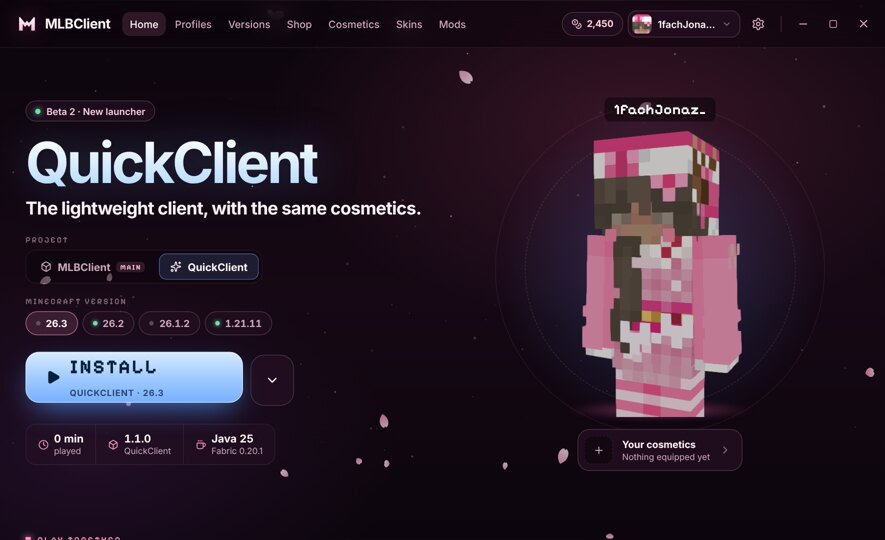 MLBClient
Home
Profiles
Versions
Shop
Cosmetics
Skins
Mods
2,450
1fachJona...
Beta 2 · New launcher
QuickClient
The lightweight client, with the same cosmetics.
PROJECT
MLBClient MAIN
QuickClient
MINECRAFT VERSION
26.3
26.2
26.1.2
1.21.11
INSTALL
QUICKCLIENT · 26.3
0 min
played
1.1.0
QuickClient
Java 25
Fabric 0.20.1
1fachJonaz_
Your cosmetics
Nothing equipped yet
PLAY TOGETHER